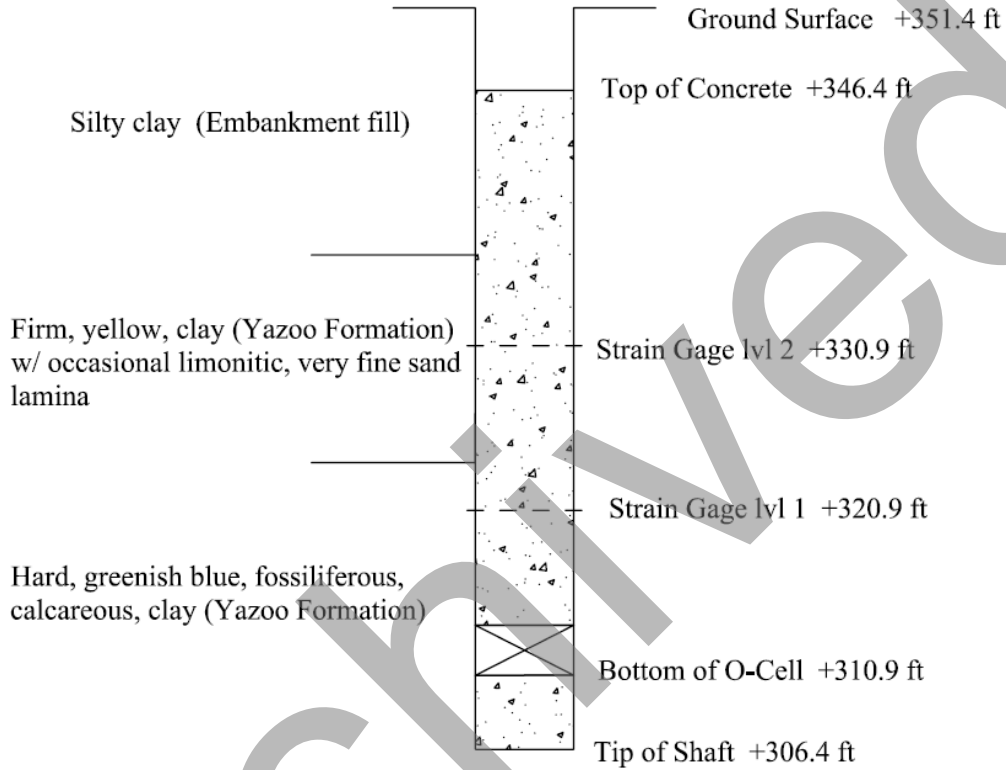 Ground Surface +351.4 ft
Top of Concrete +346.4 ft
Silty clay (Embankment fill)
Firm, yellow, clay (Yazoo Formation)
w/ occasional limonitic, very fine sand
lamina
Strain Gage lvl 2 +330.9 ft
Strain Gage lvl 1 +320.9 ft
Hard, greenish blue, fossiliferous,
calcareous, clay (Yazoo Formation)
Bottom of O-Cell +310.9 ft
Tip of Shaft +306.4 ft
chived